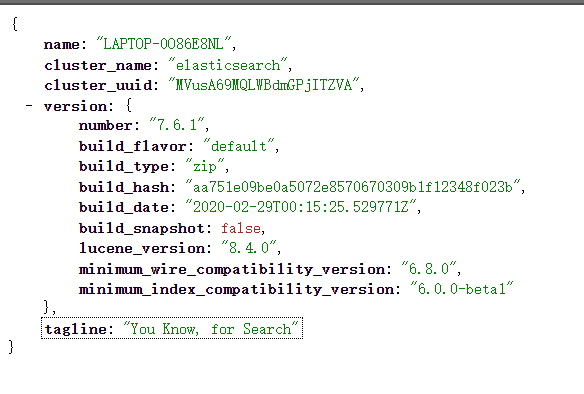 {
name: "LAPTOP-0O86E8NL",
cluster_name: "elasticsearch",
cluster_uuid: "MVusA69MQLWBdmGPjITZVA",
- version: {
number: "7.6.1",
build_flavor: "default",
build_type: "zip",
build_hash: "aa751e09be0a5072e8570670309b1f12348f023b",
build_date: "2020-02-29T00:15:25.529771Z",
build_snapshot: false,
lucene_version: "8.4.0",
minimum_wire_compatibility_version: "6.8.0",
minimum_index_compatibility_version: "6.0.0-beta1"
},
tagline: "You Know, for Search"
}